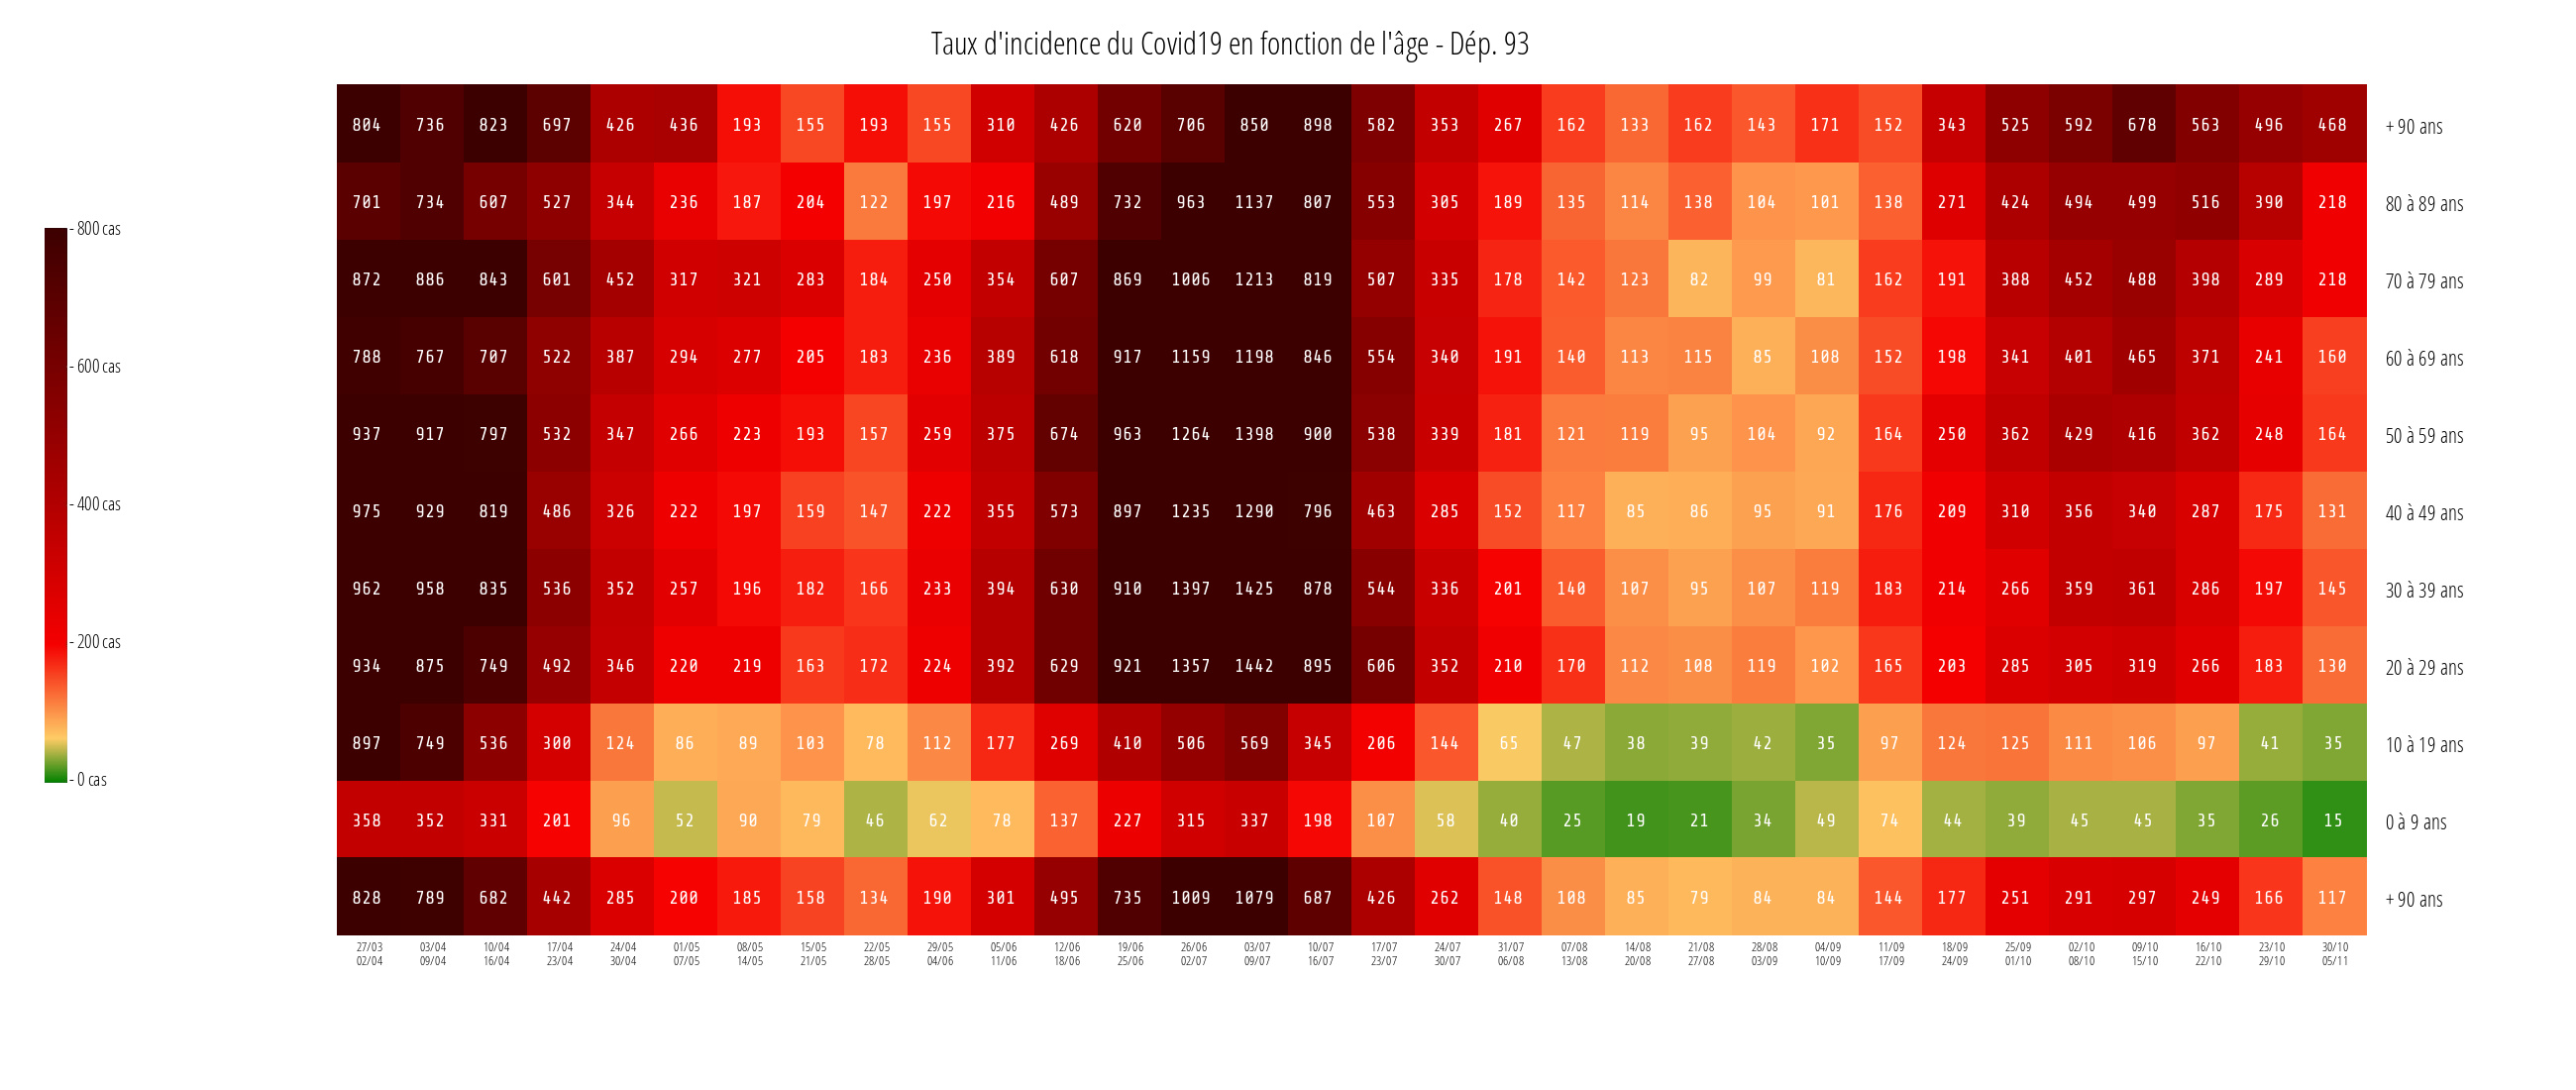 Taux d'incidence du Covid19 en fonction de l'âge - Dép. 93
- 800 cas
- 600 cas
- 400 cas
- 200 cas
- 0 cas
804 736 823 697 426 436 193 155 193 155 310 426 620 706 850 898 582 353 267 162 133 162 143 171 152 343 525 592 678 563 496 468 + 90 ans
701 734 607 527 344 236 187 204 122 197 216 489 732 963 1137 807 553 305 189 135 114 138 104 101 138 271 424 494 499 516 390 218 80 à 89 ans
872 886 843 601 452 317 321 283 184 250 354 607 869 1006 1213 819 507 335 178 142 123 82 99 81 162 191 388 452 488 398 289 218 70 à 79 ans
788 767 707 522 387 294 277 205 183 236 389 618 917 1159 1198 846 554 340 191 140 113 115 85 108 152 198 341 401 465 371 241 160 60 à 69 ans
937 917 797 532 347 266 223 193 157 259 375 674 963 1264 1398 900 538 339 181 121 119 95 104 92 164 250 362 429 416 362 248 164 50 à 59 ans
975 929 819 486 326 222 197 159 147 222 355 573 897 1235 1290 796 463 285 152 117 85 86 95 91 176 209 310 356 340 287 175 131 40 à 49 ans
962 958 835 536 352 257 196 182 166 233 394 630 910 1397 1425 878 544 336 201 140 107 95 107 119 183 214 266 359 361 286 197 145 30 à 39 ans
934 875 749 492 346 220 219 163 172 224 392 629 921 1357 1442 895 606 352 210 170 112 108 119 102 165 203 285 305 319 266 183 130 20 à 29 ans
897 749 536 300 124 86 89 103 78 112 177 269 410 506 569 345 206 144 65 47 38 39 42 35 97 124 125 111 106 97 41 35 10 à 19 ans
358 352 331 201 96 52 90 79 46 62 78 137 227 315 337 198 107 58 40 25 19 21 34 49 74 44 39 45 45 35 26 15 0 à 9 ans
828 789 682 442 285 200 185 158 134 190 301 495 735 1009 1079 687 426 262 148 108 85 79 84 84 144 177 251 291 297 249 166 117 + 90 ans
27/03 03/04 10/04 17/04 24/04 01/05 08/05 15/05 22/05 29/05 05/06 12/06 19/06 26/06 03/07 10/07 17/07 24/07 31/07 07/08 14/08 21/08 28/08 04/09 11/09 18/09 25/09 02/10 09/10 16/10 23/10 30/10
02/04 09/04 16/04 23/04 30/04 07/05 14/05 21/05 28/05 04/06 11/06 18/06 25/06 02/07 09/07 16/07 23/07 30/07 06/08 13/08 20/08 27/08 03/09 10/09 17/09 24/09 01/10 08/10 15/10 22/10 29/10 05/11